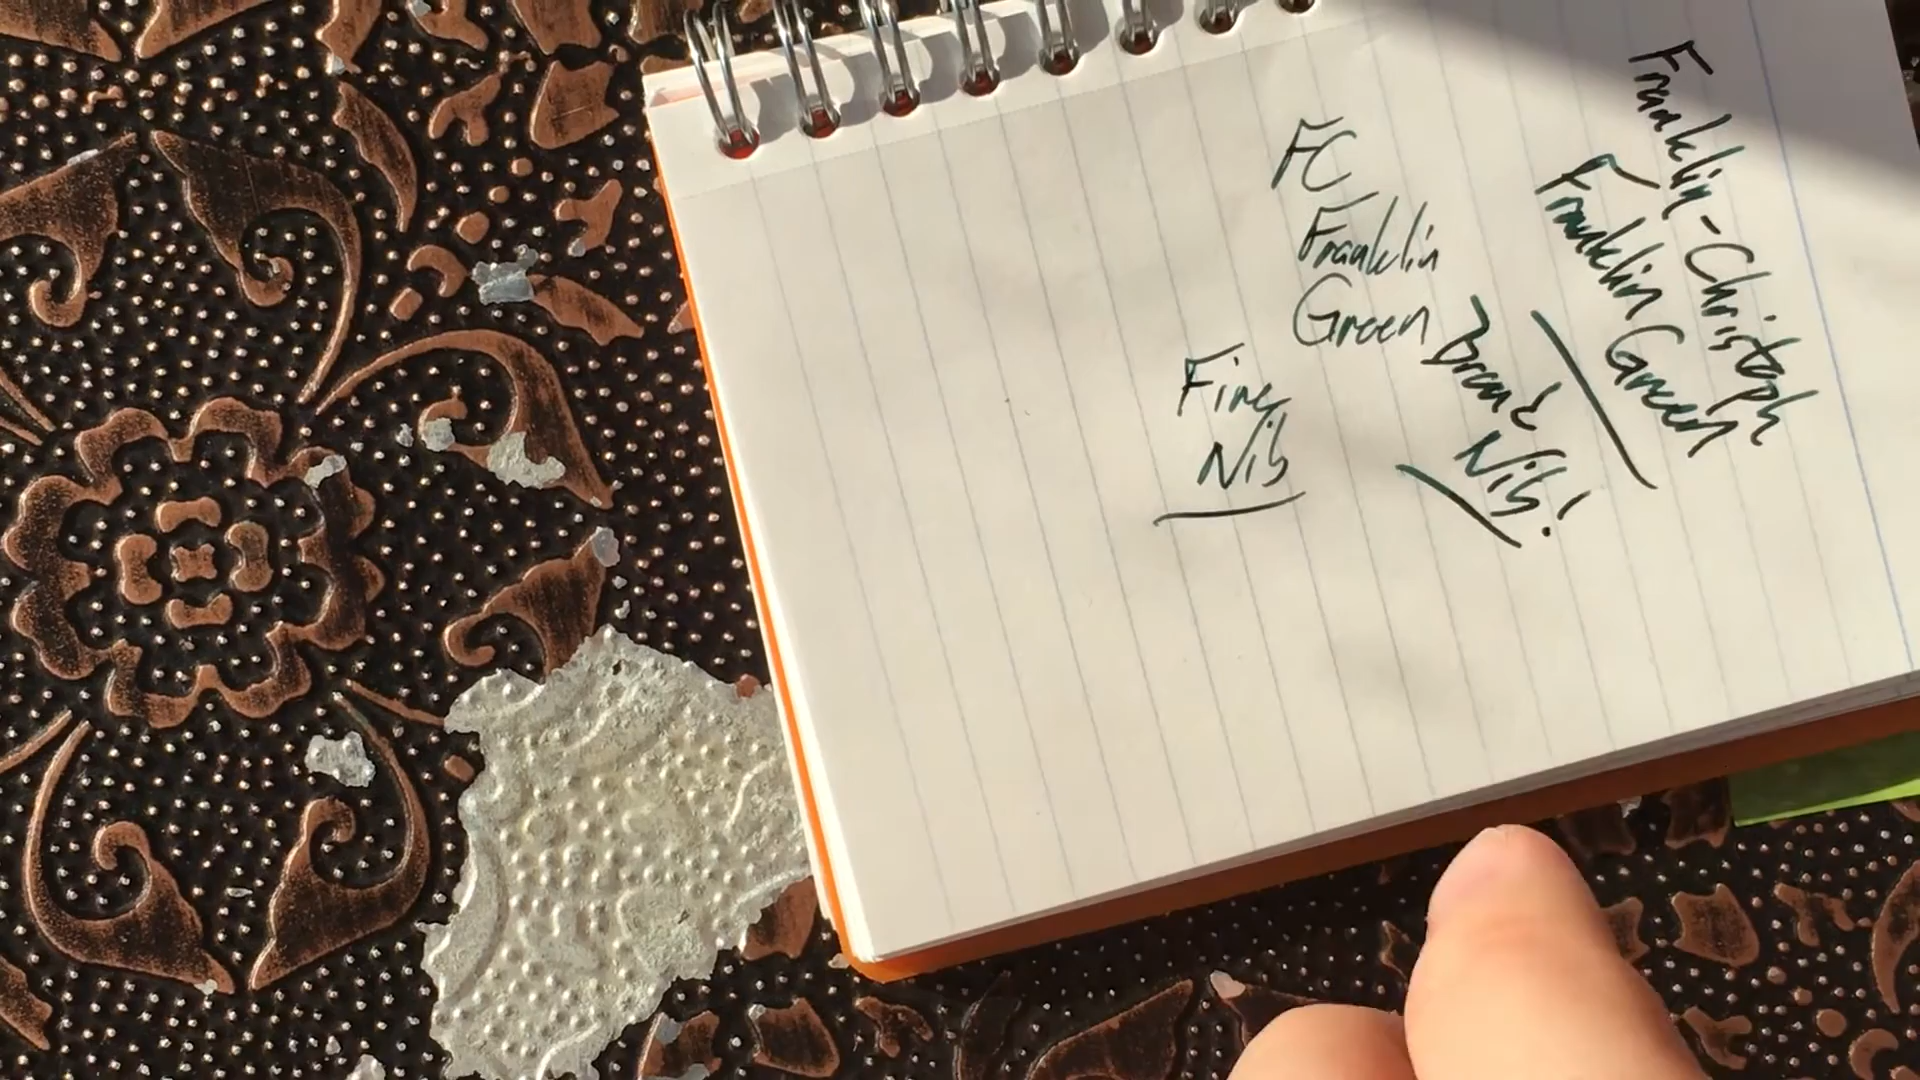 Franklin-Christoph
Franklin Green
FC
Franklin
Green
Broad
Nib!
Fine
Nib